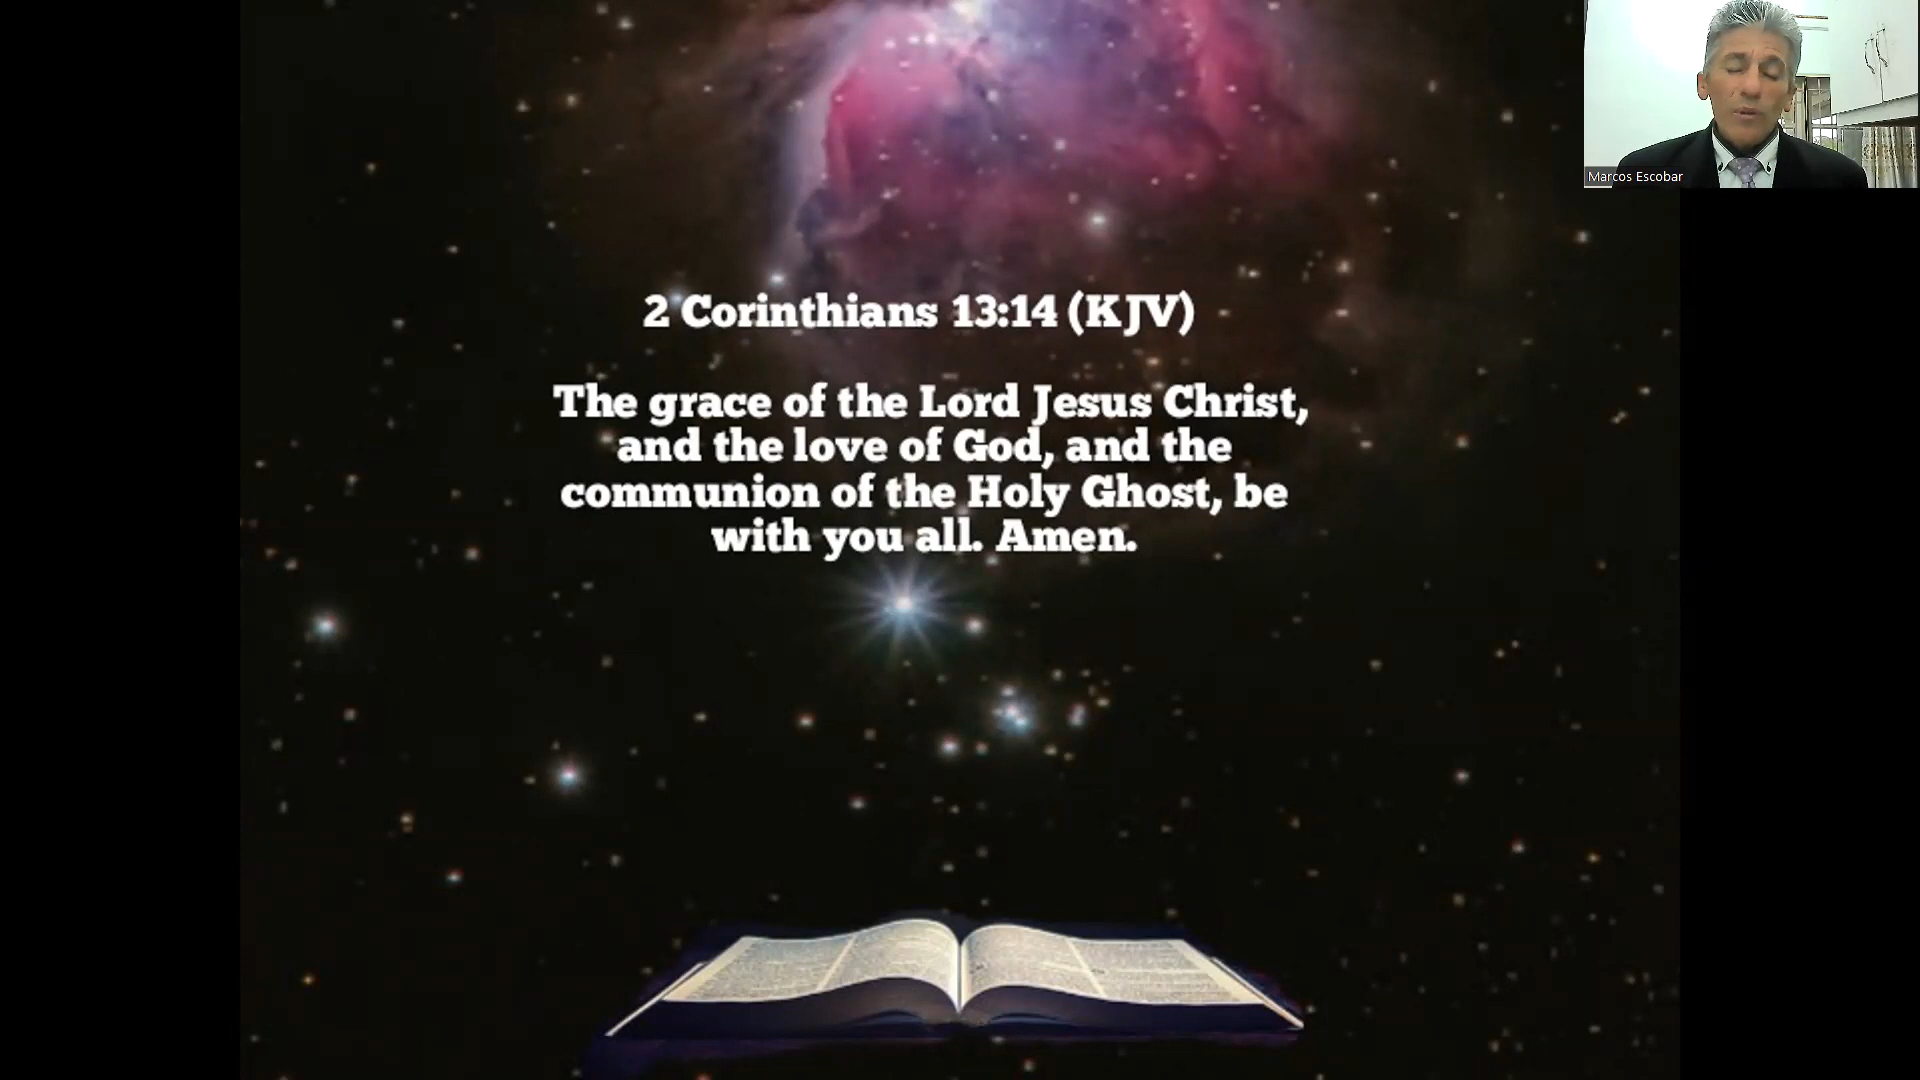 Marcos Escobar
2 Corinthians 13:14 (KJV)
The grace of the Lord Jesus Christ,
and the love of God, and the
communion of the Holy Ghost, be
with you all. Amen.